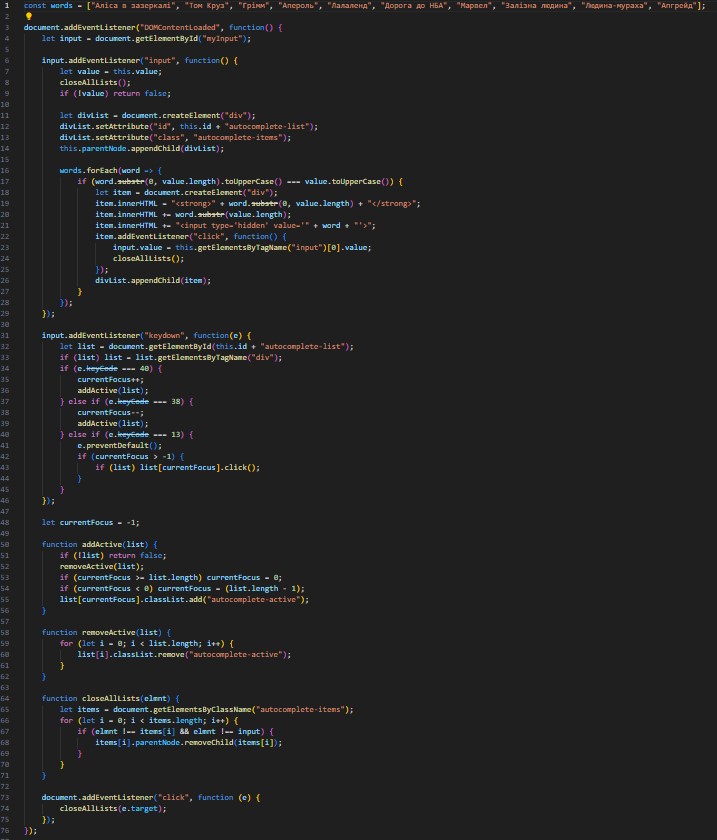 1 const words = ["Аліса в зазеркалі", "Том Круз", "Грімм", "Апероль", "Лалаленд", "Дорога до НБА", "Марвел", "Залізна людина", "Людина-мураха", "Апгрейд"];
2
3 document.addEventListener("DOMContentLoaded", function() {
4 let input = document.getElementById("myInput");
5
6 input.addEventListener("input", function() {
7 let value = this.value;
8 closeAllLists();
9 if (!value) return false;
10
11 let divList = document.createElement("div");
12 divList.setAttribute("id", this.id + "autocomplete-list");
13 divList.setAttribute("class", "autocomplete-items");
14 this.parentNode.appendChild(divList);
15
16 words.forEach(word => {
17 if (word.substr(0, value.length).toUpperCase() === value.toUpperCase()) {
18 let item = document.createElement("div");
19 item.innerHTML = "<strong>" + word.substr(0, value.length) + "</strong>";
20 item.innerHTML += word.substr(value.length);
21 item.innerHTML += "<input type='hidden' value='" + word + "'>";
22 item.addEventListener("click", function() {
23 input.value = this.getElementsByTagName("input")[0].value;
24 closeAllLists();
25 });
26 divList.appendChild(item);
27 }
28 });
29 });
30
31 input.addEventListener("keydown", function(e) {
32 let list = document.getElementById(this.id + "autocomplete-list");
33 if (list) list = list.getElementsByTagName("div");
34 if (e.keyCode === 40) {
35 currentFocus++;
36 addActive(list);
37 } else if (e.keyCode === 38) {
38 currentFocus--;
39 addActive(list);
40 } else if (e.keyCode === 13) {
41 e.preventDefault();
42 if (currentFocus > -1) {
43 if (list) list[currentFocus].click();
44 }
45 }
46 });
47
48 let currentFocus = -1;
49
50 function addActive(list) {
51 if (!list) return false;
52 removeActive(list);
53 if (currentFocus >= list.length) currentFocus = 0;
54 if (currentFocus < 0) currentFocus = (list.length - 1);
55 list[currentFocus].classList.add("autocomplete-active");
56 }
57
58 function removeActive(list) {
59 for (let i = 0; i < list.length; i++) {
60 list[i].classList.remove("autocomplete-active");
61 }
62 }
63
64 function closeAllLists(elmnt) {
65 let items = document.getElementsByClassName("autocomplete-items");
66 for (let i = 0; i < items.length; i++) {
67 if (elmnt !== items[i] && elmnt !== input) {
68 items[i].parentNode.removeChild(items[i]);
69 }
70 }
71 }
72
73 document.addEventListener("click", function (e) {
74 closeAllLists(e.target);
75 });
76 });